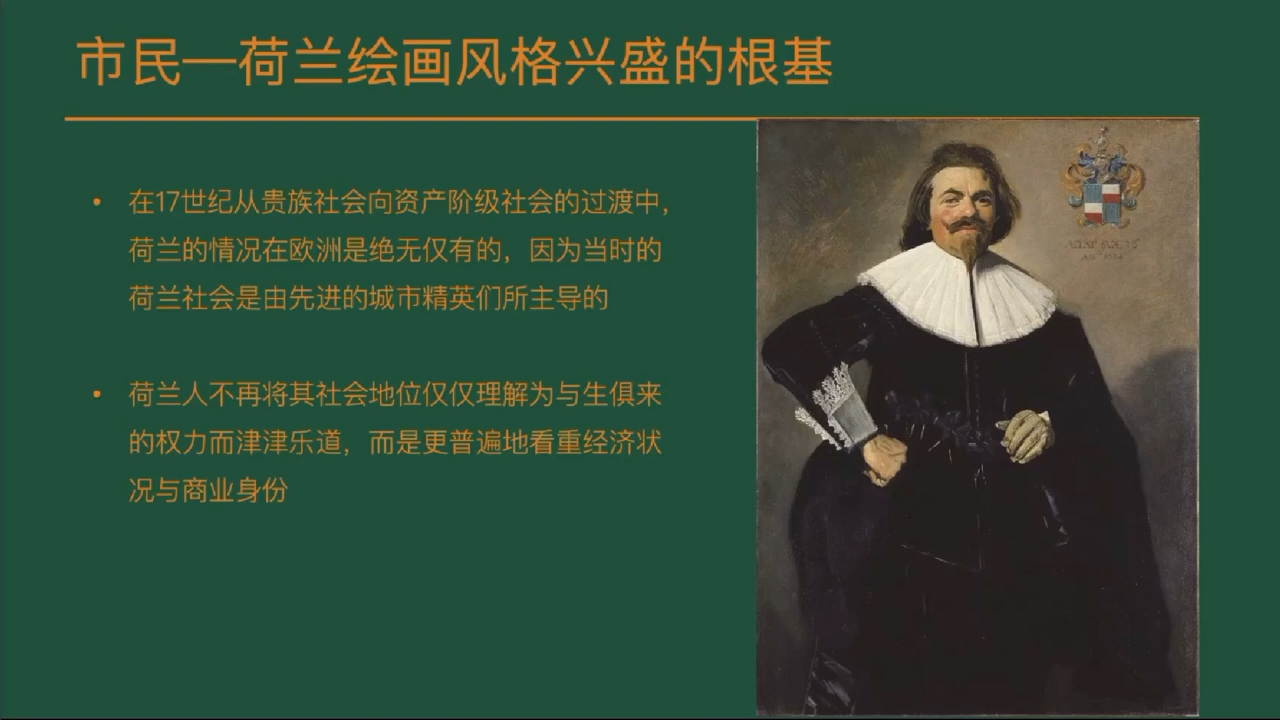 市民—荷兰绘画风格兴盛的根基
• 在17世纪从贵族社会向资产阶级社会的过渡中，
荷兰的情况在欧洲是绝无仅有的，因为当时的
荷兰社会是由先进的城市精英们所主导的
• 荷兰人不再将其社会地位仅仅理解为与生俱来
的权力而津津乐道，而是更普遍地看重经济状
况与商业身份